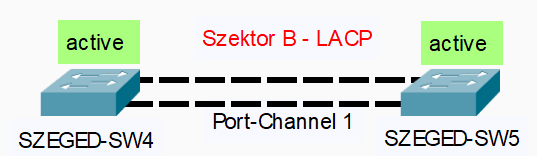 active
Szektor B - LACP
active
Port-Channel 1
SZEGED-SW4
SZEGED-SW5